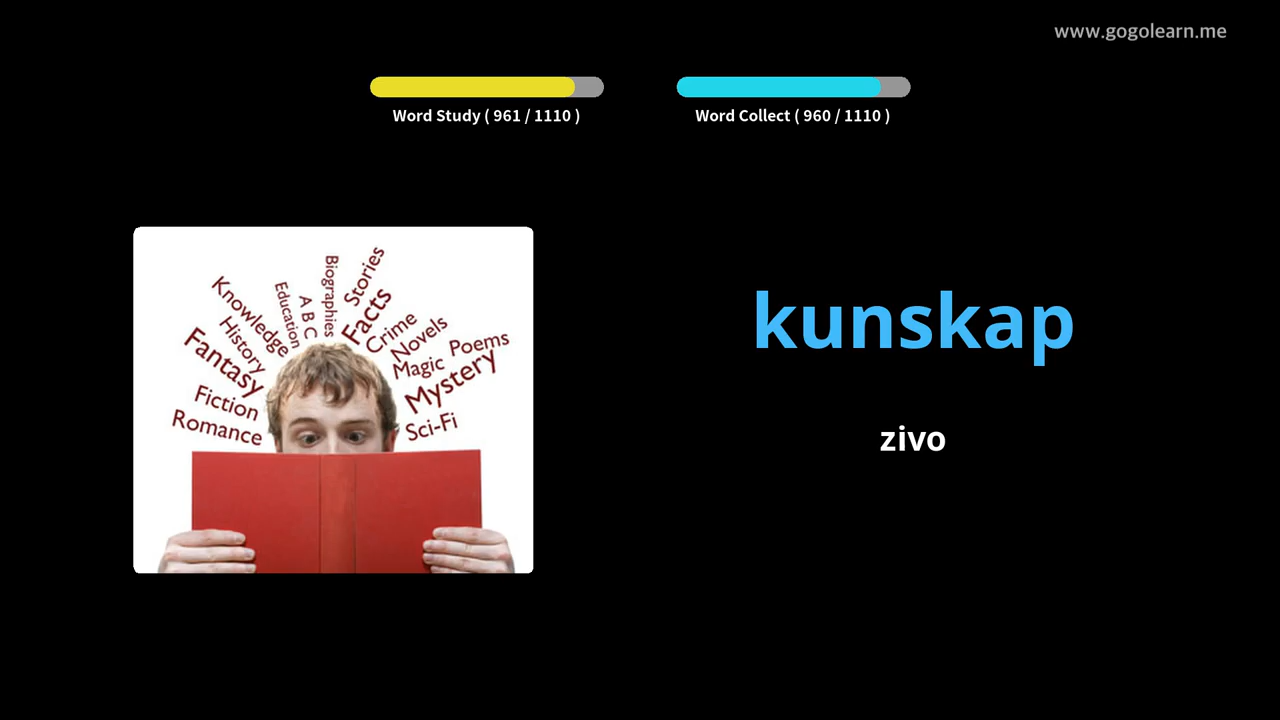 www.gogolearn.me
Word Study ( 961 / 1110 )
Word Collect ( 960 / 1110 )
Knowledge
Education
A B C
Biographies
Stories
Facts
Crime
Novels
Poems
History
Fantasy
Magic
Mystery
Fiction
Romance
Sci-Fi
kunskap
zivo